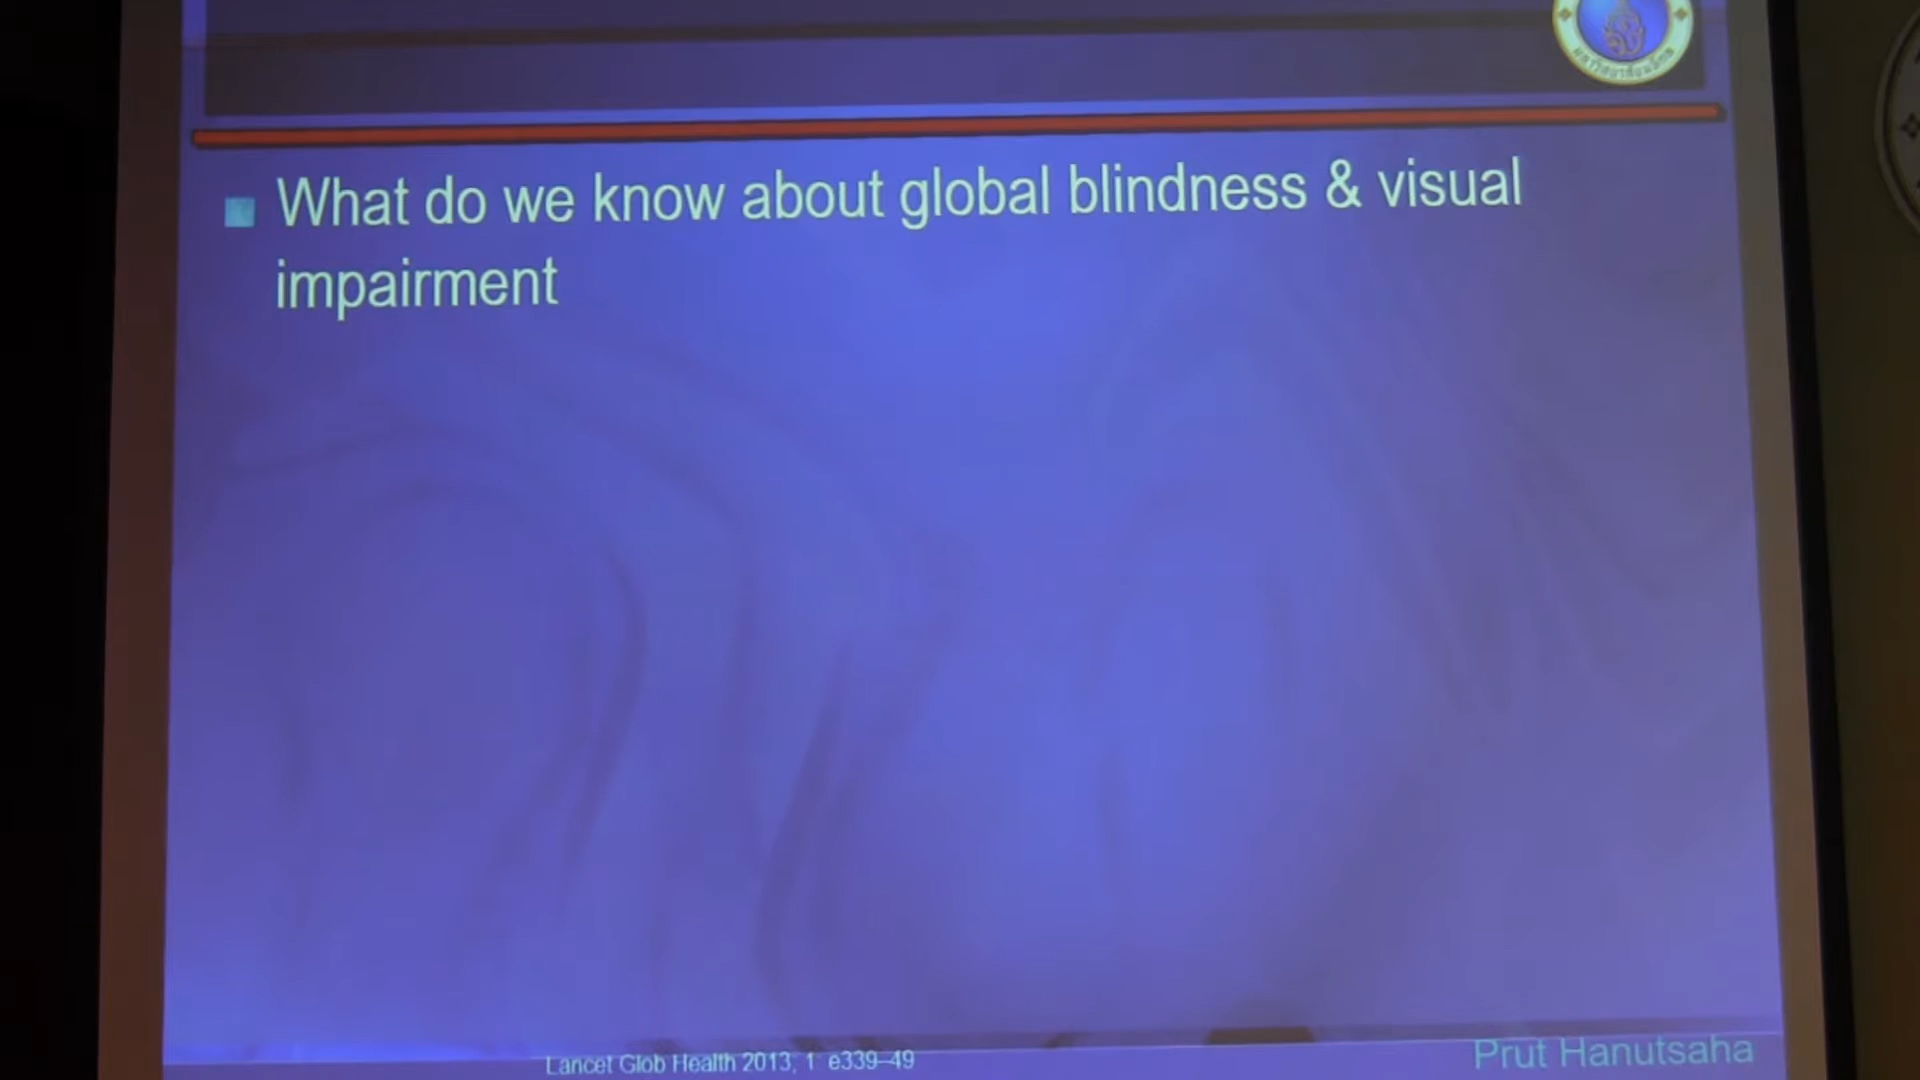 What do we know about global blindness & visual
impairment
Lancet Glob Health 2013; 1 e339–49
Prut Hanutsaha